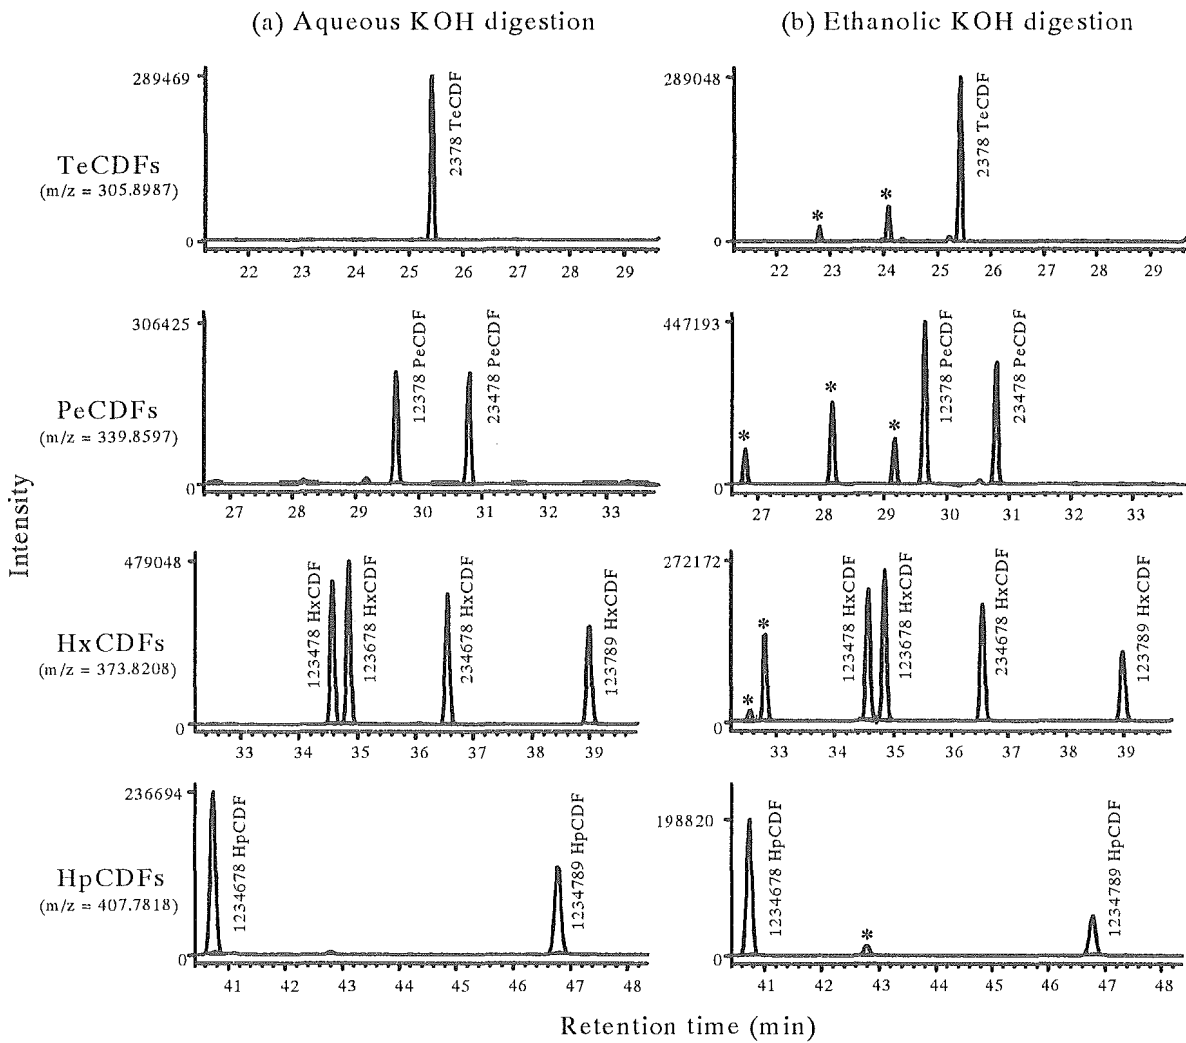 (a) Aqueous KOH digestion
(b) Ethanolic KOH digestion
Intensity
TeCDFs
(m/z = 305.8987)
289469
0
2378 TeCDF
22 23 24 25 26 27 28 29
289048
0
* *
2378 TeCDF
22 23 24 25 26 27 28 29
PeCDFs
(m/z = 339.8597)
306425
0
12378 PeCDF
23478 PeCDF
27 28 29 30 31 32 33
447193
0
* * *
12378 PeCDF
23478 PeCDF
27 28 29 30 31 32 33
HxCDFs
(m/z = 373.8208)
479048
0
123478 HxCDF
123678 HxCDF
234678 HxCDF
123789 HxCDF
33 34 35 36 37 38 39
272172
0
* *
123478 HxCDF
123678 HxCDF
234678 HxCDF
123789 HxCDF
33 34 35 36 37 38 39
HpCDFs
(m/z = 407.7818)
236694
0
1234678 HpCDF
1234789 HpCDF
41 42 43 44 45 46 47 48
198820
0
*
1234678 HpCDF
1234789 HpCDF
41 42 43 44 45 46 47 48
Retention time (min)